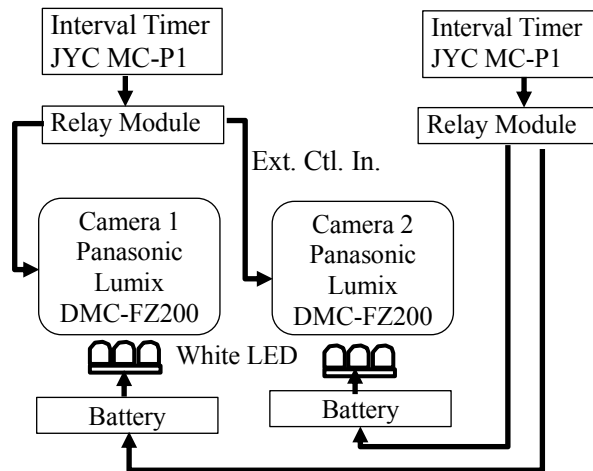 Interval Timer
JYC MC-P1
Interval Timer
JYC MC-P1
Relay Module
Relay Module
Ext. Ctl. In.
Camera 1
Panasonic
Lumix
DMC-FZ200
Camera 2
Panasonic
Lumix
DMC-FZ200
White LED
Battery
Battery